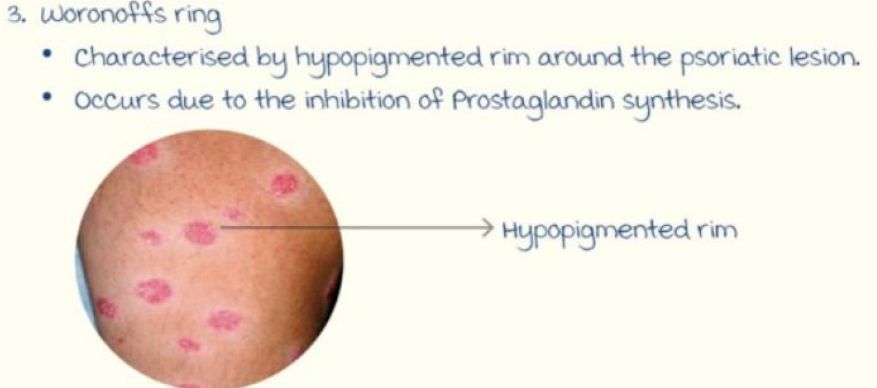 3. Woronoffs ring
• Characterised by hypopigmented rim around the psoriatic lesion.
• Occurs due to the inhibition of Prostaglandin synthesis.
Hypopigmented rim